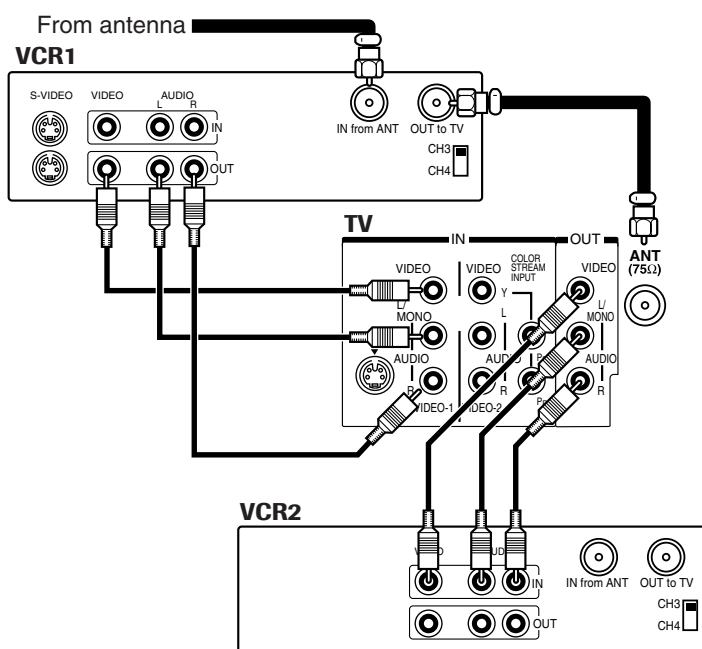 From antenna
VCR1
S-VIDEO VIDEO AUDIO
L R
IN
IN from ANT OUT to TV
CH3
CH4
OUT
TV
IN OUT
ANT
(75Ω)
VIDEO VIDEO COLOR STREAM INPUT VIDEO
Y
L/MONO L L/MONO
AUDIO AUDIO AUDIO
R R R
VIDEO-1
VCR2
IN
IN from ANT OUT to TV
CH3
CH4
OUT